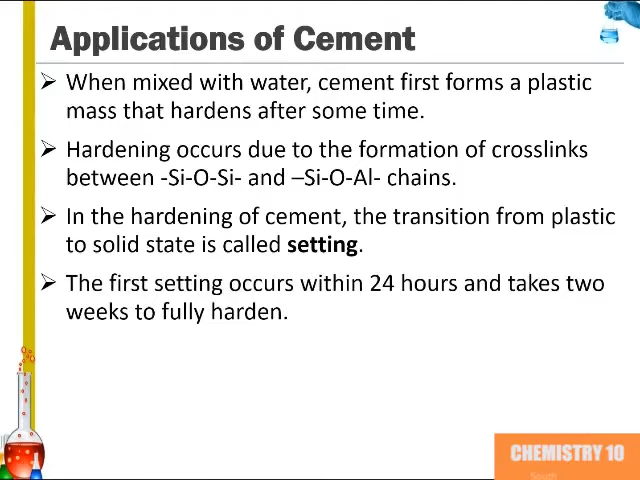 Applications of Cement
➢ When mixed with water, cement first forms a plastic
mass that hardens after some time.
➢ Hardening occurs due to the formation of crosslinks
between -Si-O-Si- and –Si-O-Al- chains.
➢ In the hardening of cement, the transition from plastic
to solid state is called setting.
➢ The first setting occurs within 24 hours and takes two
weeks to fully harden.
CHEMISTRY 10
South